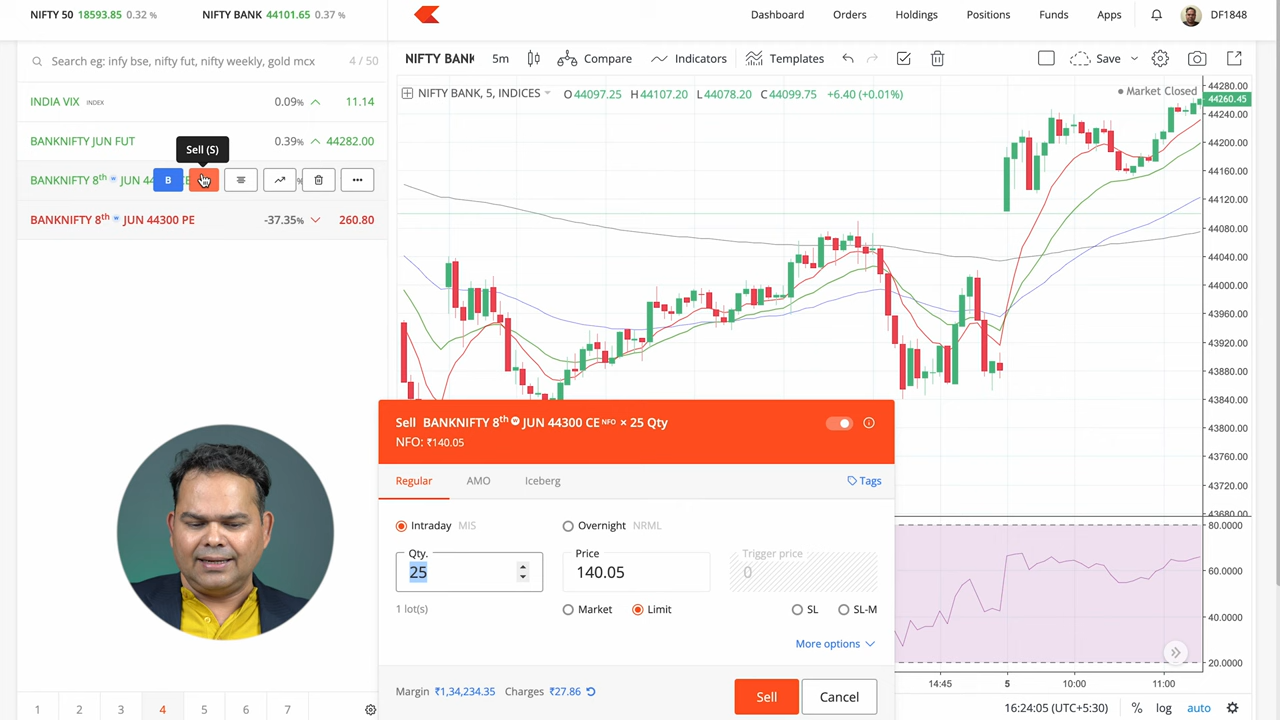 NIFTY 50 18593.85 0.32 % NIFTY BANK 44101.65 0.37 %
Dashboard Orders Holdings Positions Funds Apps DF1848
Search eg: infy bse, nifty fut, nifty weekly, gold mcx 4 / 50
NIFTY BANK 5m Compare Indicators Templates Save
INDIA VIX INDEX 0.09% 11.14
NIFTY BANK, 5, INDICES O44097.25 H44107.20 L44078.20 C44099.75 +6.40 (+0.01%)
Market Closed
BANKNIFTY JUN FUT 0.39% 44282.00
Sell (S)
BANKNIFTY 8th W JUN 44 B %
BANKNIFTY 8th W JUN 44300 PE -37.35% 260.80
44280.00
44260.45
44240.00
44200.00
44160.00
44120.00
44080.00
44040.00
44000.00
43960.00
43920.00
43880.00
43840.00
43800.00
43760.00
43720.00
43680.00
80.0000
60.0000
40.0000
20.0000
Sell BANKNIFTY 8th W JUN 44300 CE NFO × 25 Qty
NFO: ₹140.05
Regular AMO Iceberg Tags
Intraday MIS Overnight NRML
Qty. Price Trigger price
25 140.05 0
1 lot(s) Market Limit SL SL-M
More options
Margin ₹1,34,234.35 Charges ₹27.86 Sell Cancel
14:45 5 10:00 11:00
1 2 3 4 5 6 7
16:24:05 (UTC+5:30) % log auto